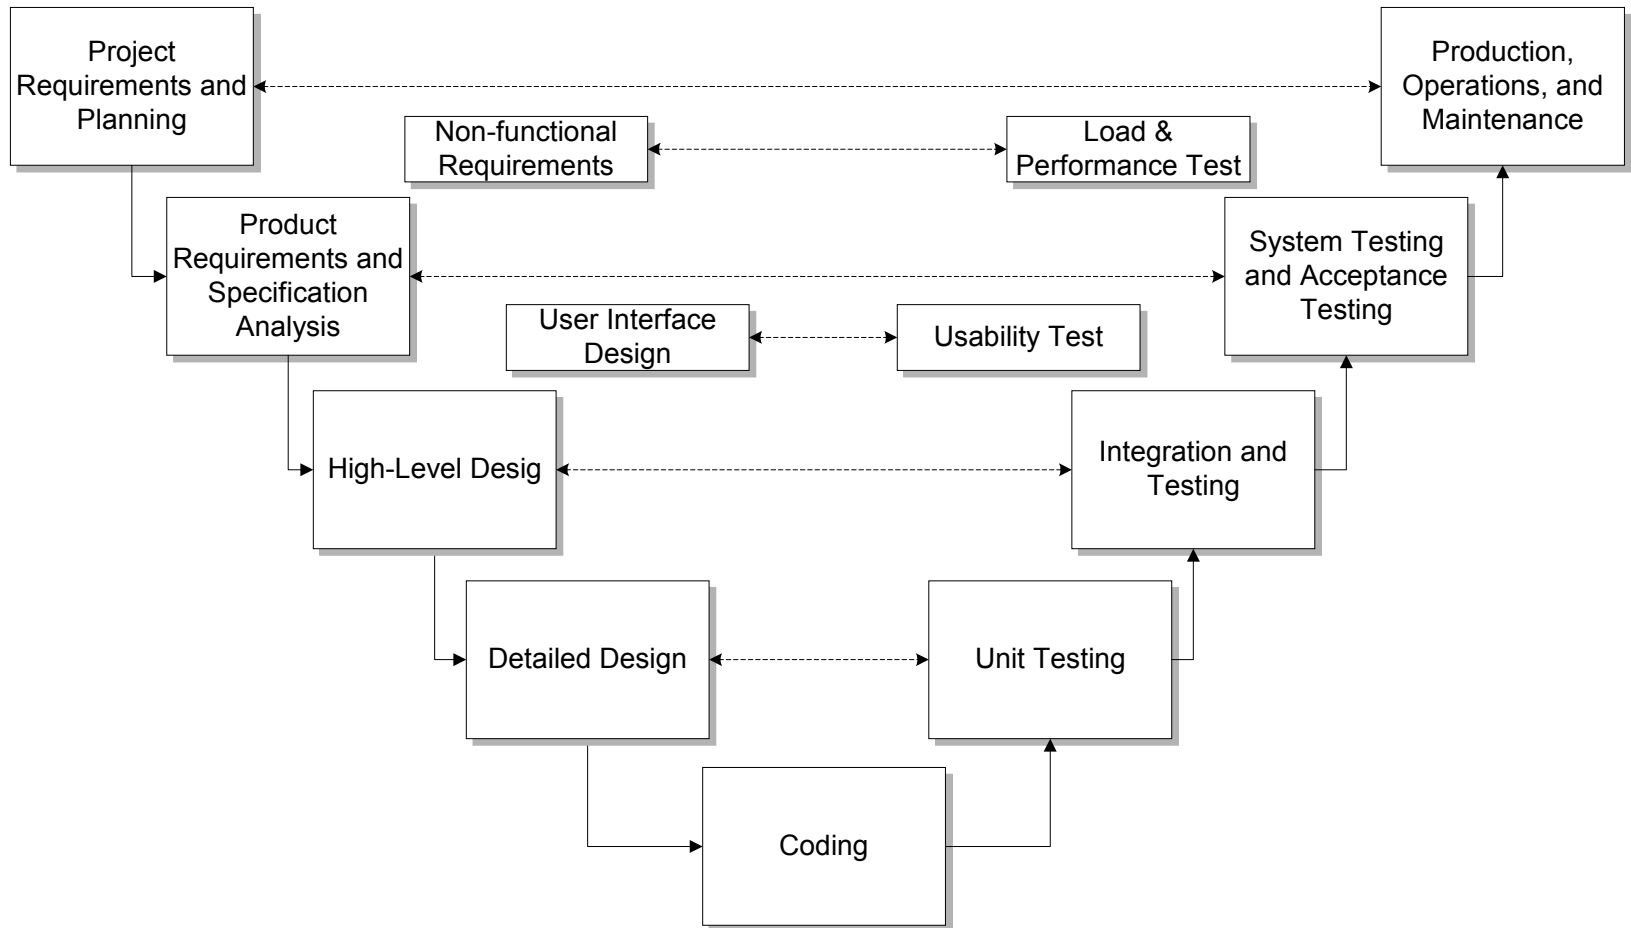 Project
Requirements and
Planning
Production,
Operations, and
Maintenance
Non-functional
Requirements
Load &
Performance Test
Product
Requirements and
Specification
Analysis
System Testing
and Acceptance
Testing
User Interface
Design
Usability Test
High-Level Desig
Integration and
Testing
Detailed Design
Unit Testing
Coding